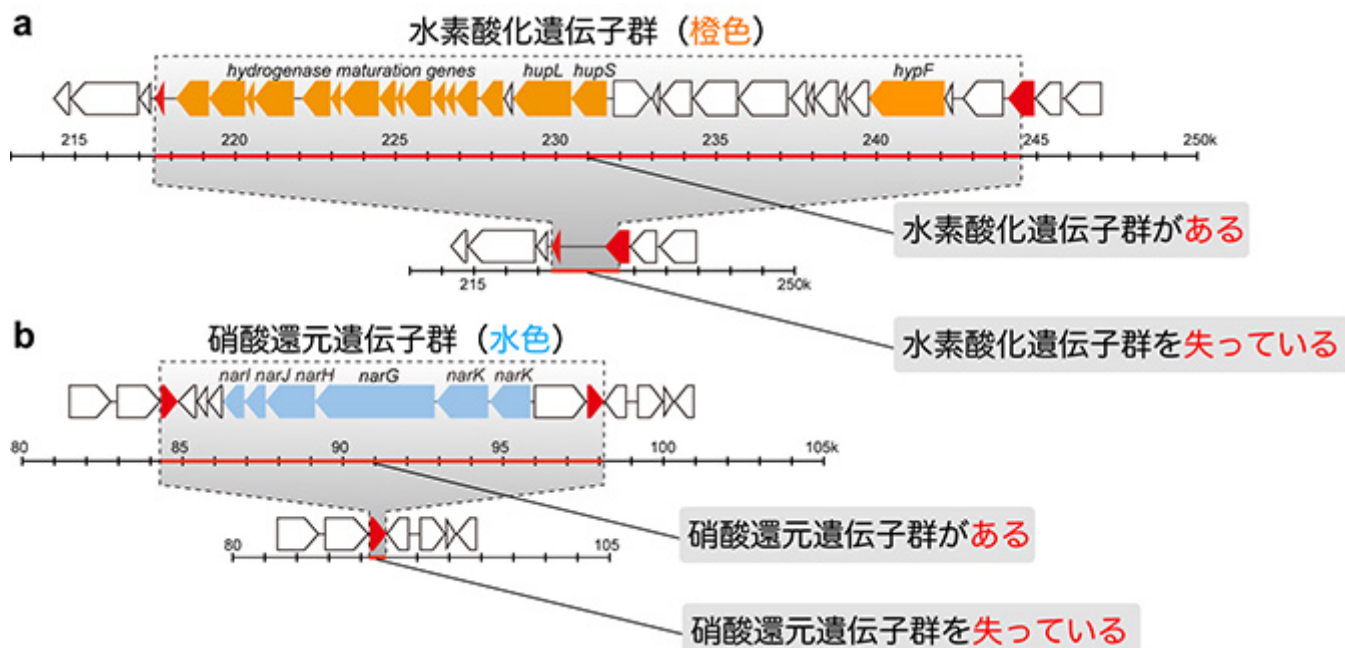 a
水素酸化遺伝子群（橙色）
hydrogenase maturation genes hupL hupS hypF
215 220 225 230 235 240 245 250k
水素酸化遺伝子群がある
215 250k
水素酸化遺伝子群を失っている
b
硝酸還元遺伝子群（水色）
narI narJ narH narG narK narK
80 85 90 95 100 105k
硝酸還元遺伝子群がある
80 105
硝酸還元遺伝子群を失っている